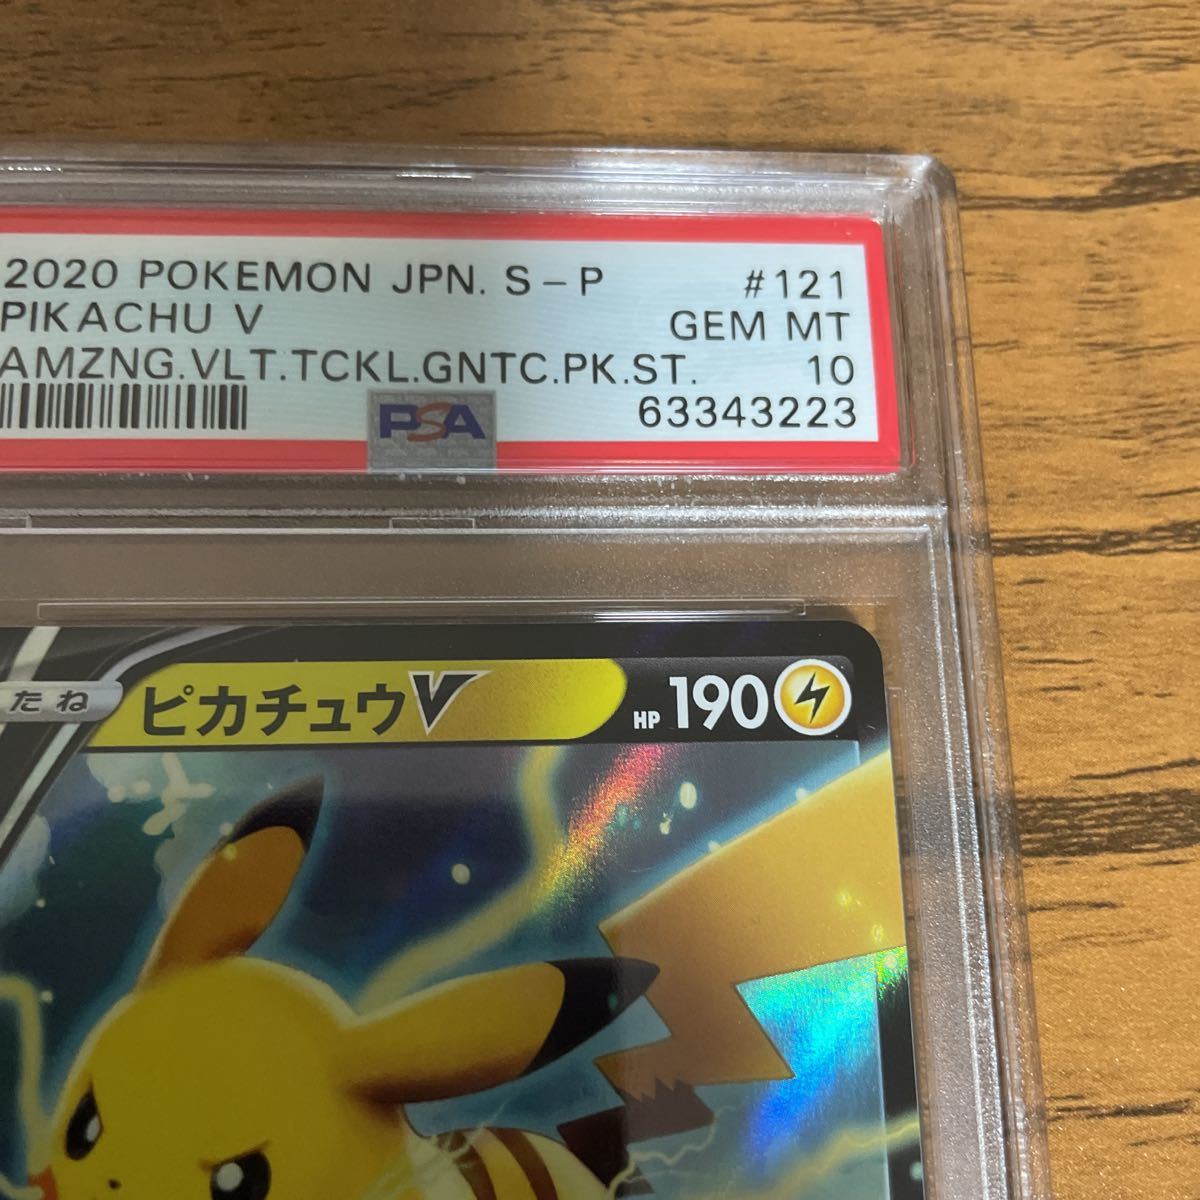 2020 POKEMON JPN. S-P #121
PIKACHU V GEM MT
AMZNG.VLT.TCKL.GNTC.PK.ST. 10
63343223
PSA
たね ピカチュウV HP 190